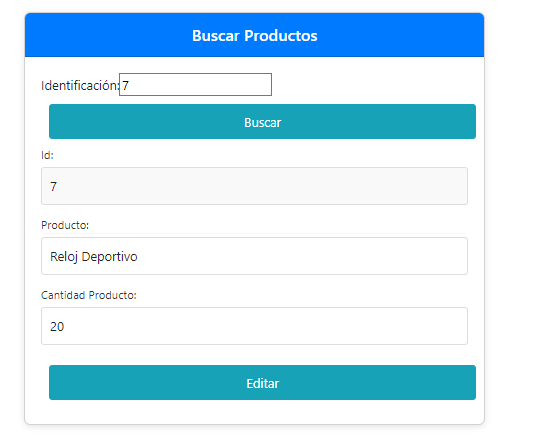 Buscar Productos
Identificación: 7
Buscar
Id:
7
Producto:
Reloj Deportivo
Cantidad Producto:
20
Editar